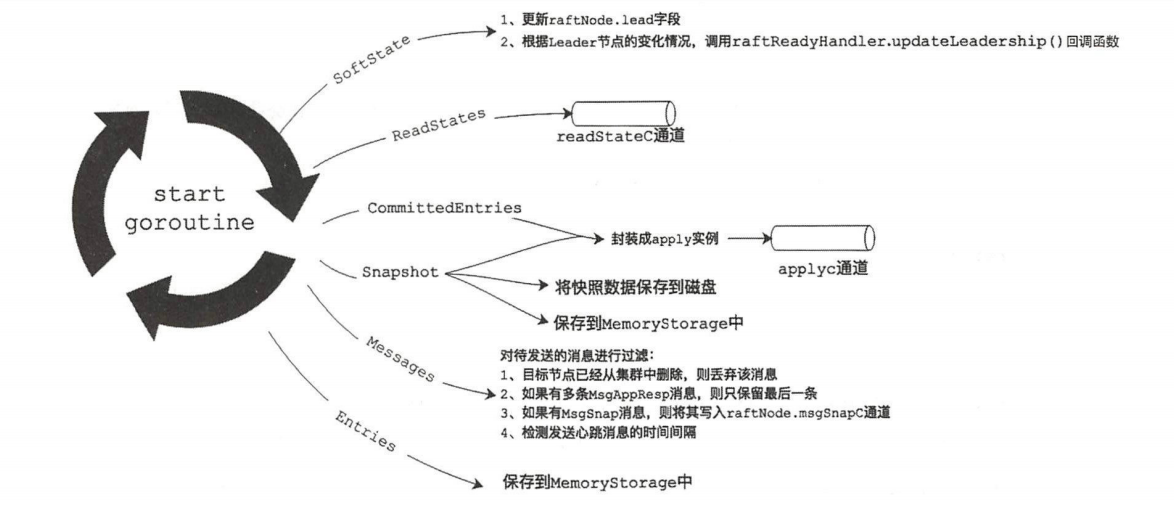 1、更新raftNode.lead字段
2、根据Leader节点的变化情况，调用raftReadyHandler.updateLeadership()回调函数
SoftState
ReadStates
readStateC通道
start
goroutine
CommittedEntries
封装成apply实例
applyc通道
Snapshot
将快照数据保存到磁盘
保存到MemoryStorage中
Messages
对待发送的消息进行过滤：
1、目标节点已经从集群中删除，则丢弃该消息
2、如果有多条MsgAppResp消息，则只保留最后一条
3、如果有MsgSnap消息，则将其写入raftNode.msgSnapC通道
4、检测发送心跳消息的时间间隔
Entries
保存到MemoryStorage中